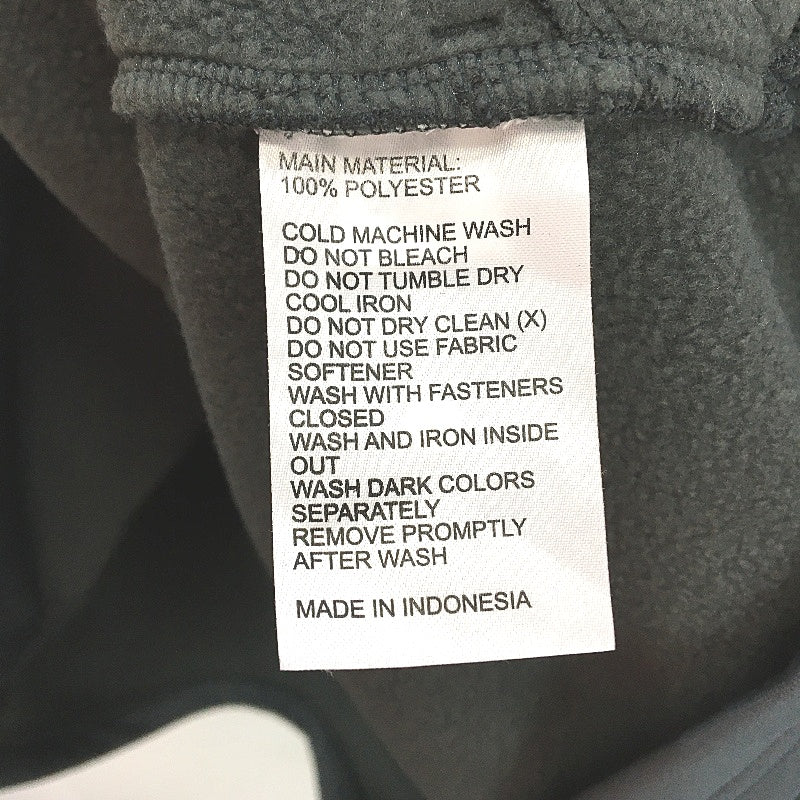 MAIN MATERIAL:
100% POLYESTER
COLD MACHINE WASH
DO NOT BLEACH
DO NOT TUMBLE DRY
COOL IRON
DO NOT DRY CLEAN (X)
DO NOT USE FABRIC
SOFTENER
WASH WITH FASTENERS
CLOSED
WASH AND IRON INSIDE
OUT
WASH DARK COLORS
SEPARATELY
REMOVE PROMPTLY
AFTER WASH
MADE IN INDONESIA